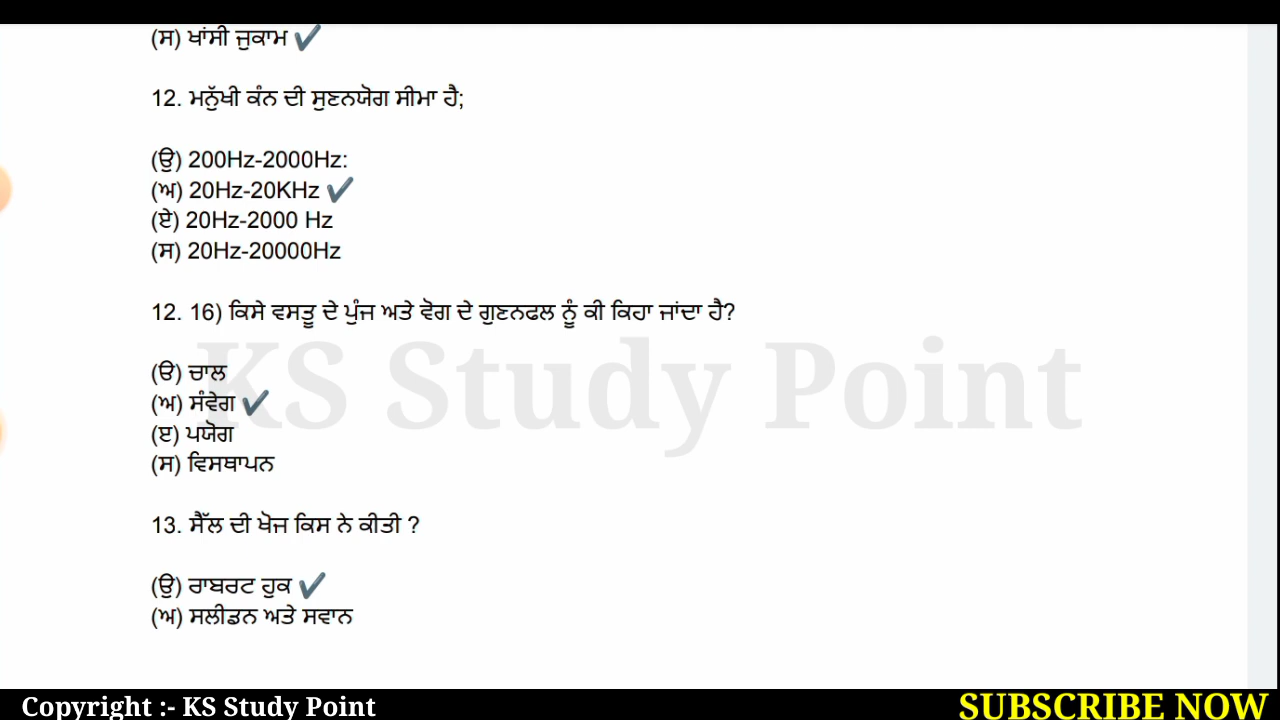 (ਸ) ਖਾਂਸੀ ਜੁਕਾਮ ✔
12. ਮਨੁੱਖੀ ਕੰਨ ਦੀ ਸੁਣਨਯੋਗ ਸੀਮਾ ਹੈ;
(ਉ) 200Hz-2000Hz:
(ਅ) 20Hz-20KHz ✔
(ਏ) 20Hz-2000 Hz
(ਸ) 20Hz-20000Hz
12. 16) ਕਿਸੇ ਵਸਤੂ ਦੇ ਪੁੰਜ ਅਤੇ ਵੋਗ ਦੇ ਗੁਣਨਫਲ ਨੂੰ ਕੀ ਕਿਹਾ ਜਾਂਦਾ ਹੈ?
KS Study Point
(ੳ) ਚਾਲ
(ਅ) ਸੰਵੇਗ ✔
(ੲ) ਪਯੋਗ
(ਸ) ਵਿਸਥਾਪਨ
13. ਸੈੱਲ ਦੀ ਖੋਜ ਕਿਸ ਨੇ ਕੀਤੀ ?
(ਉ) ਰਾਬਰਟ ਹੁਕ ✔
(ਅ) ਸਲੀਡਨ ਅਤੇ ਸਵਾਨ
Copyright :- KS Study Point
SUBSCRIBE NOW